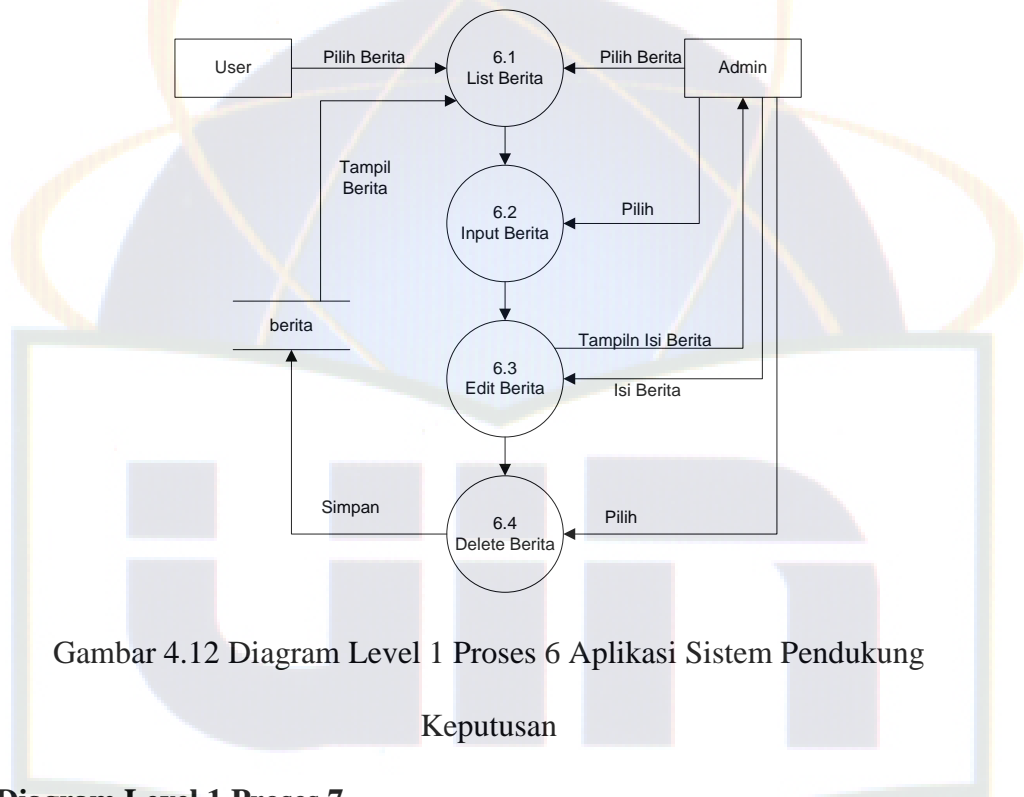 User
Pilih Berita
6.1
List Berita
Pilih Berita
Admin
Tampil
Berita
6.2
Input Berita
Pilih
berita
6.3
Edit Berita
Tampiln Isi Berita
Isi Berita
Simpan
6.4
Delete Berita
Pilih
Gambar 4.12 Diagram Level 1 Proses 6 Aplikasi Sistem Pendukung
Keputusan
Diagram Level 1 Proses 7
uin